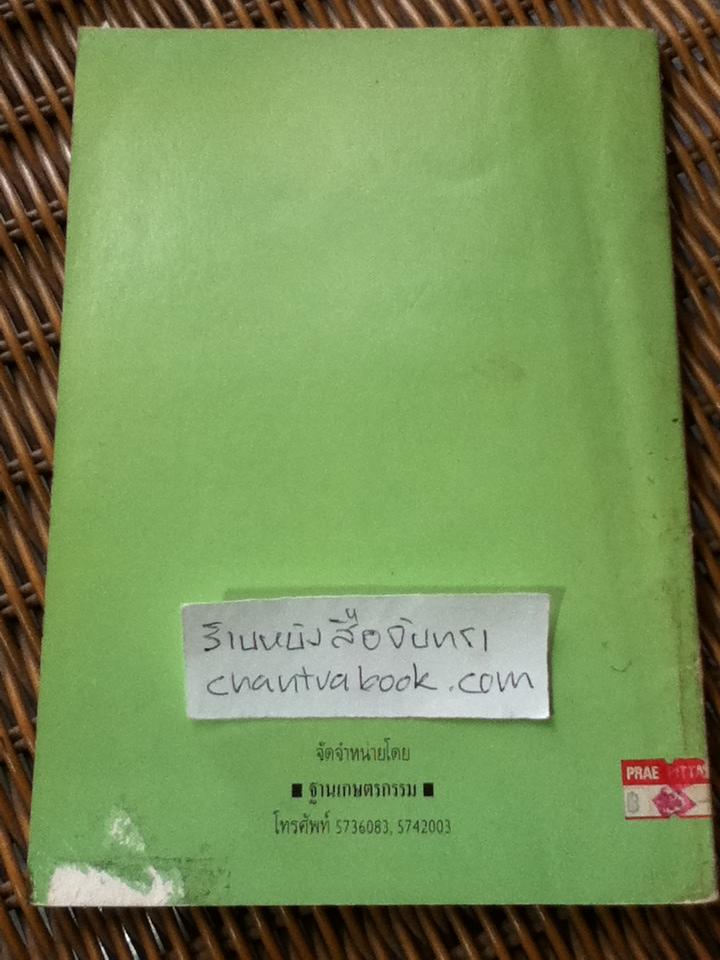 ร้านหนังสือจันทรา
chantrabook.com
จัดจำหน่ายโดย
■ ฐานเกษตรกรรม ■
โทรศัพท์ 5736083, 5742003
PRAE PITTAYA
B